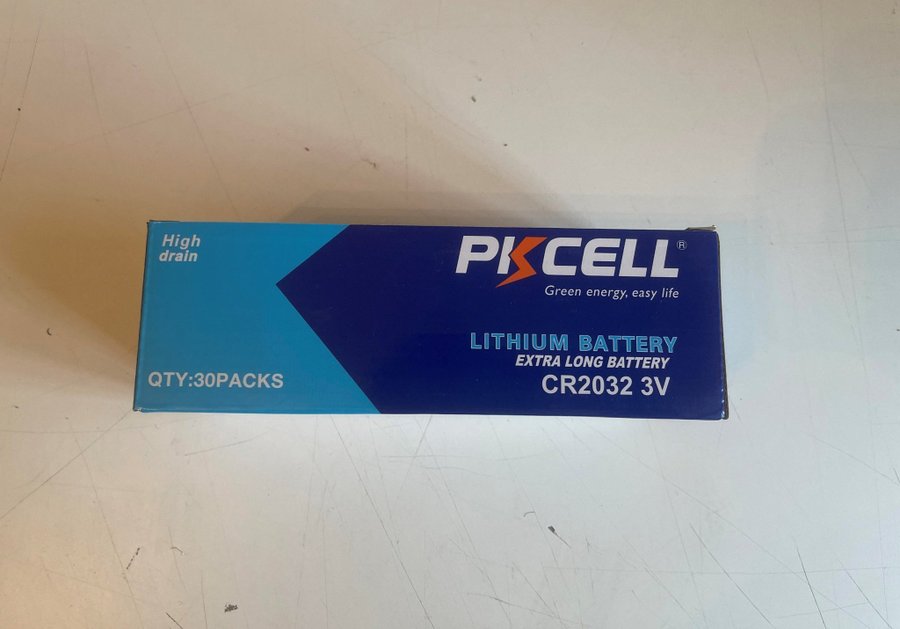 High
drain
QTY:30PACKS
PKCELL®
Green energy, easy life
LITHIUM BATTERY
EXTRA LONG BATTERY
CR2032 3V